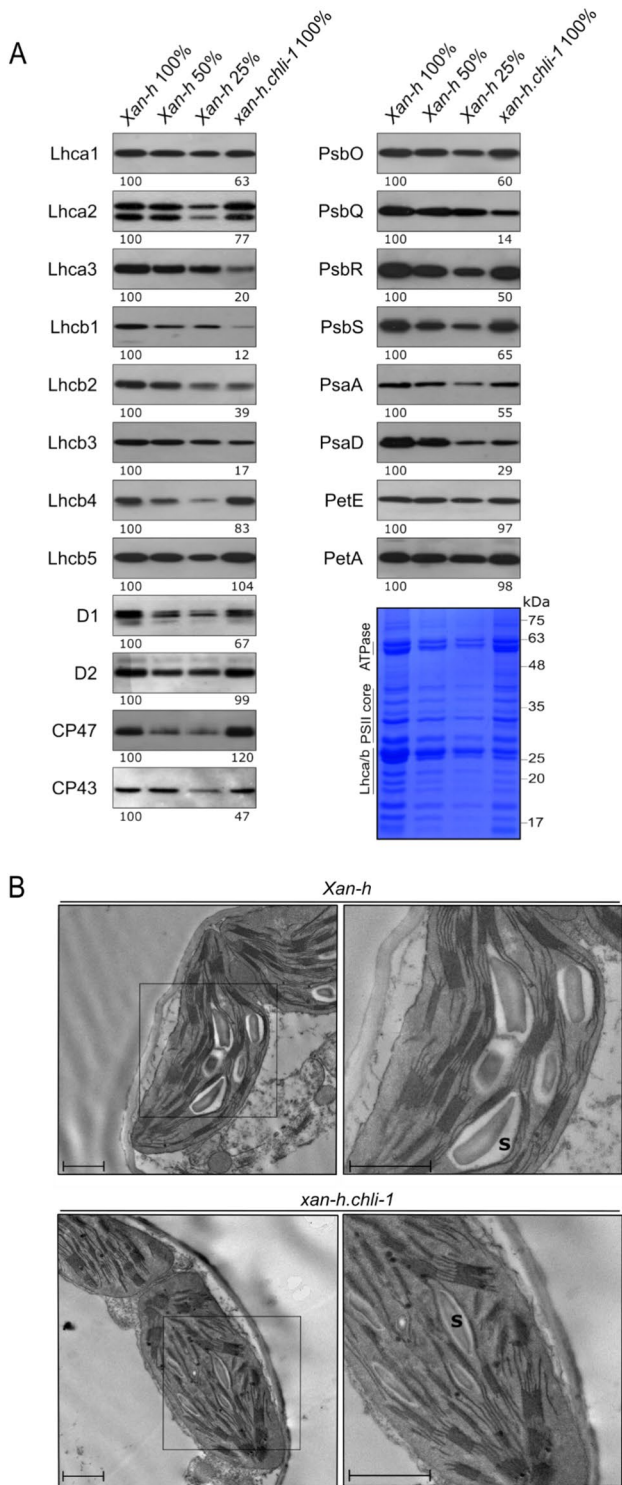 A
Xan-h 100%
Xan-h 50%
Xan-h 25%
xan-h.chli-1 100%
Lhca1
100 63
Lhca2
100 77
Lhca3
100 20
Lhcb1
100 12
Lhcb2
100 39
Lhcb3
100 17
Lhcb4
100 83
Lhcb5
100 104
D1
100 67
D2
100 99
CP47
100 120
CP43
100 47
Xan-h 100%
Xan-h 50%
Xan-h 25%
xan-h.chli-1 100%
PsbO
100 60
PsbQ
100 14
PsbR
100 50
PsbS
100 65
PsaA
100 55
PsaD
100 29
PetE
100 97
PetA
100 98
kDa
75
63
48
35
25
20
17
ATPase
PSII core
Lhca/b
B
Xan-h
s
xan-h.chli-1
s